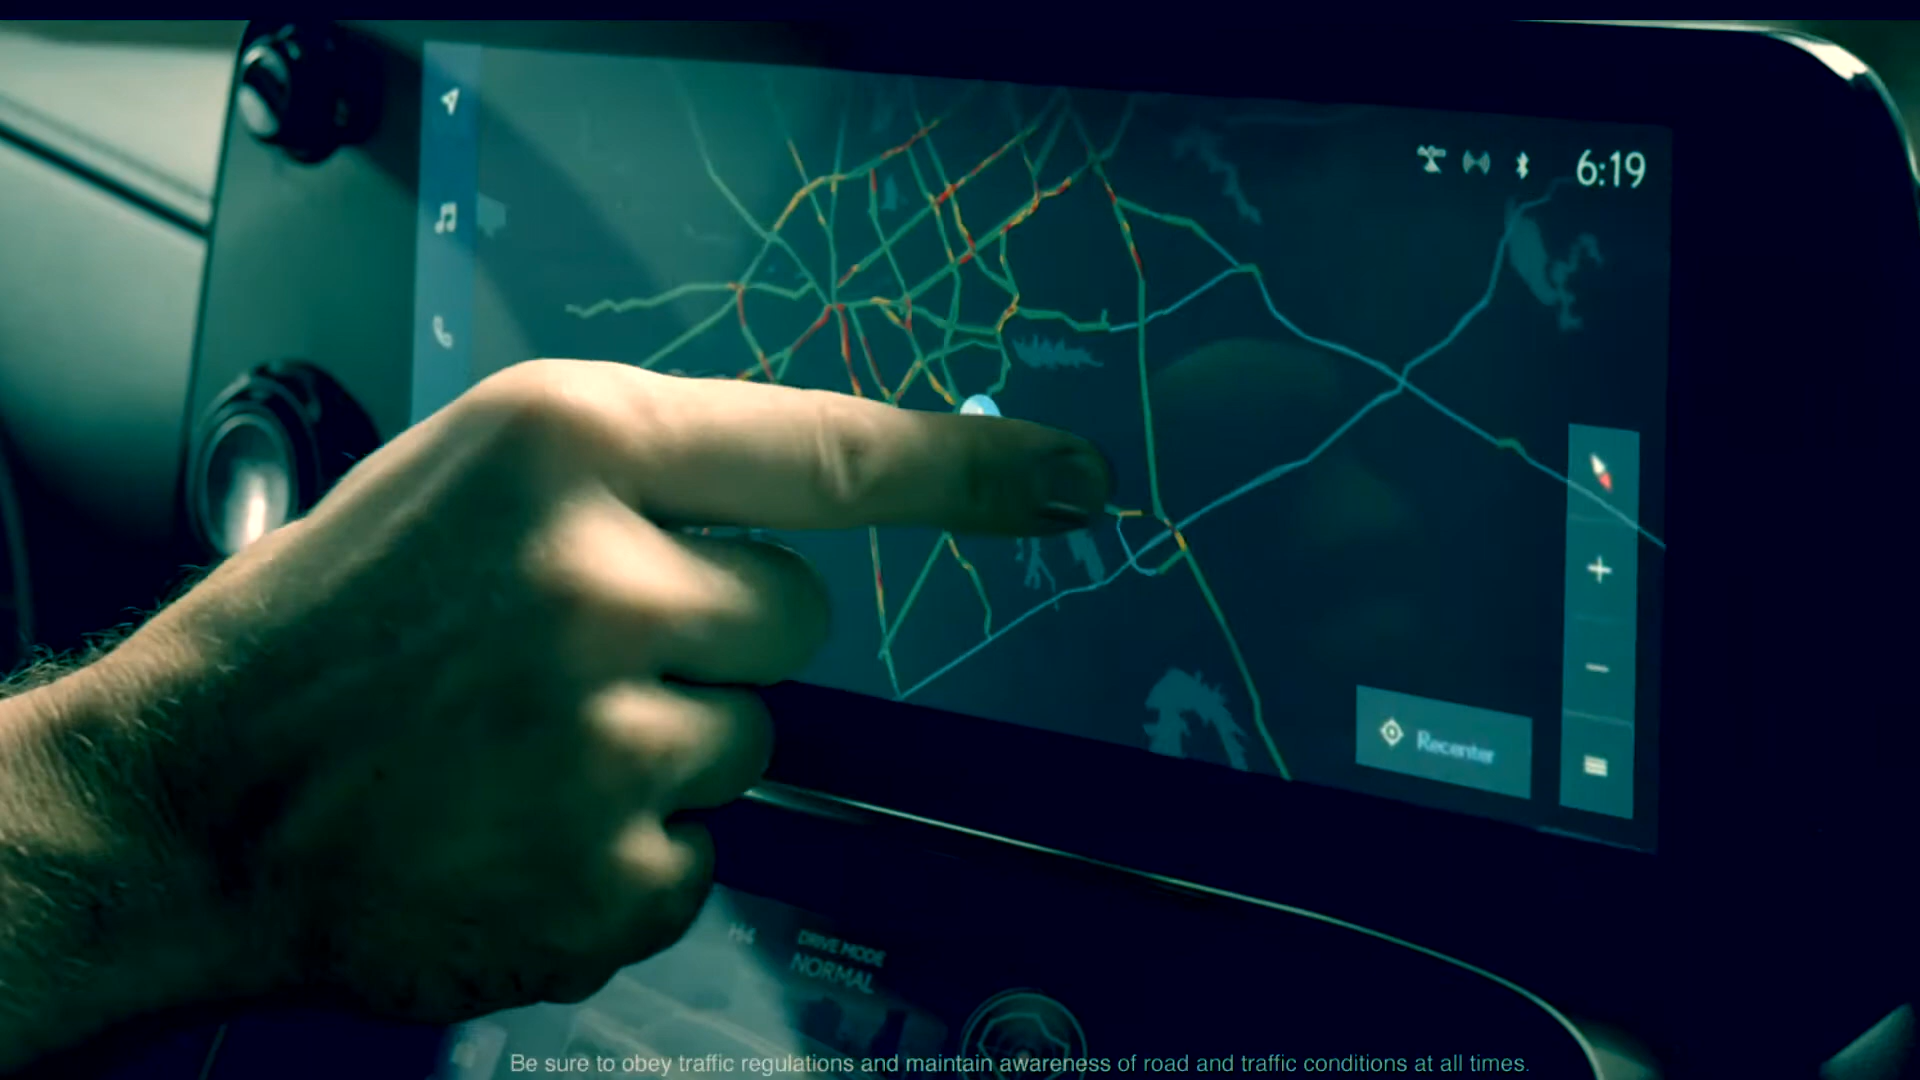 6:19
Recenter
H4
DRIVE MODE
NORMAL
Be sure to obey traffic regulations and maintain awareness of road and traffic conditions at all times.